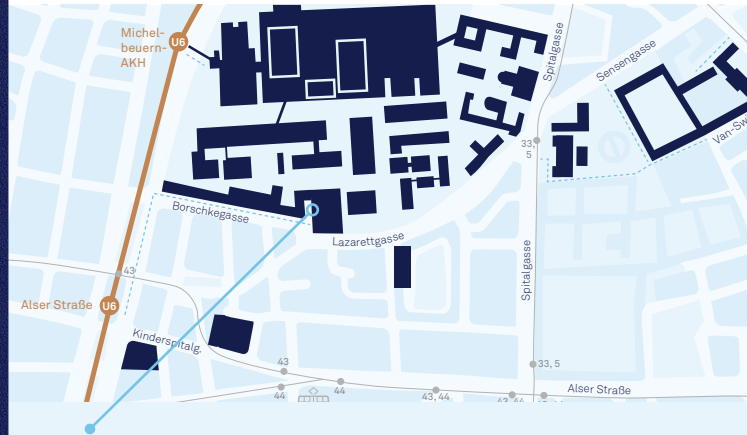 Michel-
beuern-
AKH
U6
Spitalgasse
Sensengasse
Van-Sw
33,
5
Borschkegasse
Lazarettgasse
Spitalgasse
43
Alser Straße
U6
Kinderspitalg.
43
44
44
43, 44
33, 5
Alser Straße
43, 44